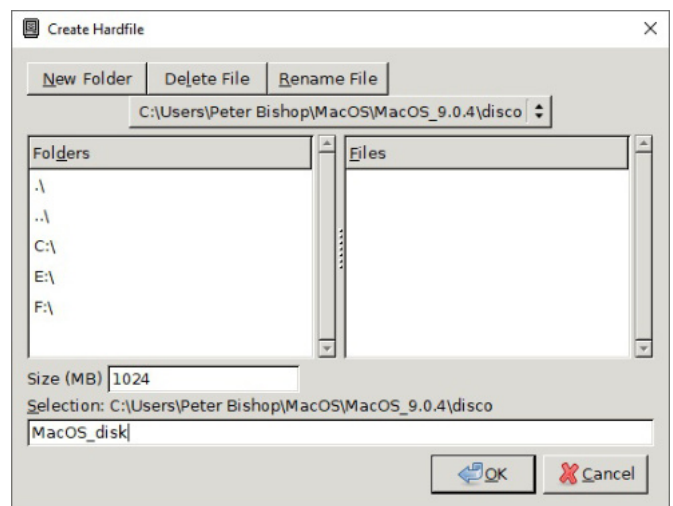 Create Hardfile
New Folder Delete File Rename File
C:\Users\Peter Bishop\MacOS\MacOS_9.0.4\disco
Folders Files
.\
..\
C:\
E:\
F:\
Size (MB) 1024
Selection: C:\Users\Peter Bishop\MacOS\MacOS_9.0.4\disco
MacOS_disk
OK Cancel